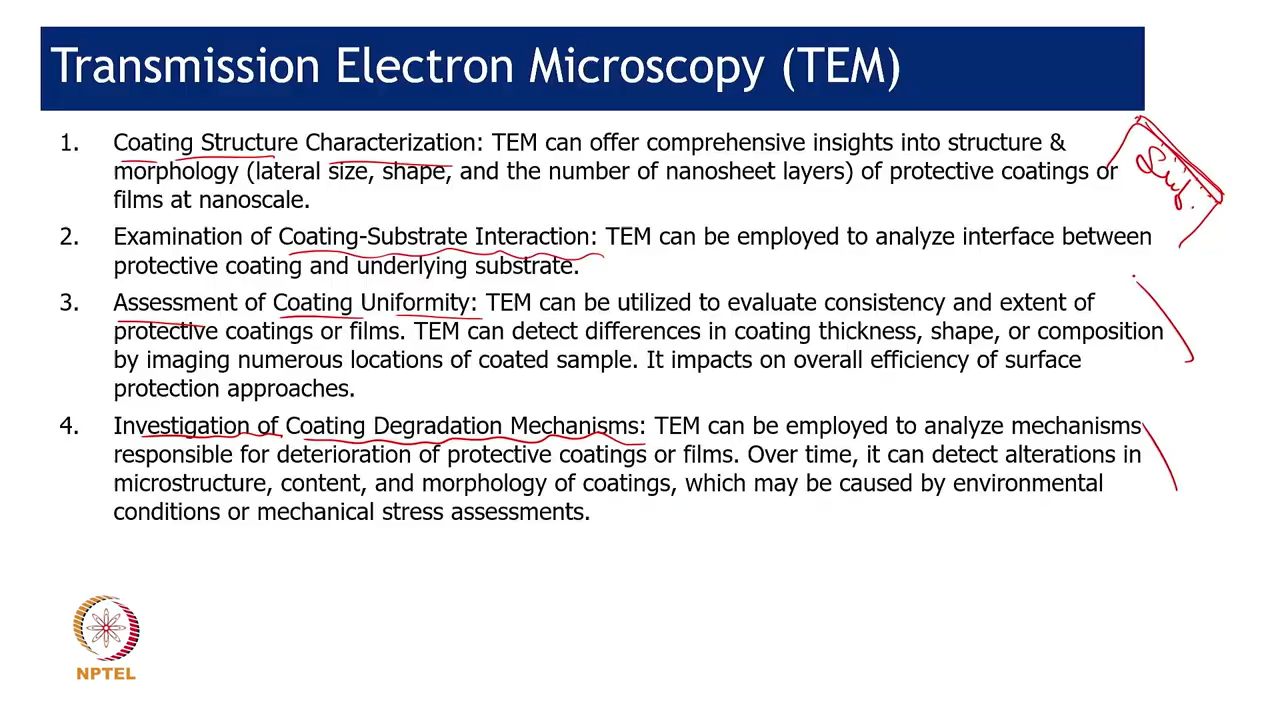 Transmission Electron Microscopy (TEM)
1. Coating Structure Characterization: TEM can offer comprehensive insights into structure &
morphology (lateral size, shape, and the number of nanosheet layers) of protective coatings or
films at nanoscale.
2. Examination of Coating-Substrate Interaction: TEM can be employed to analyze interface between
protective coating and underlying substrate.
3. Assessment of Coating Uniformity: TEM can be utilized to evaluate consistency and extent of
protective coatings or films. TEM can detect differences in coating thickness, shape, or composition
by imaging numerous locations of coated sample. It impacts on overall efficiency of surface
protection approaches.
4. Investigation of Coating Degradation Mechanisms: TEM can be employed to analyze mechanisms
responsible for deterioration of protective coatings or films. Over time, it can detect alterations in
microstructure, content, and morphology of coatings, which may be caused by environmental
conditions or mechanical stress assessments.
NPTEL